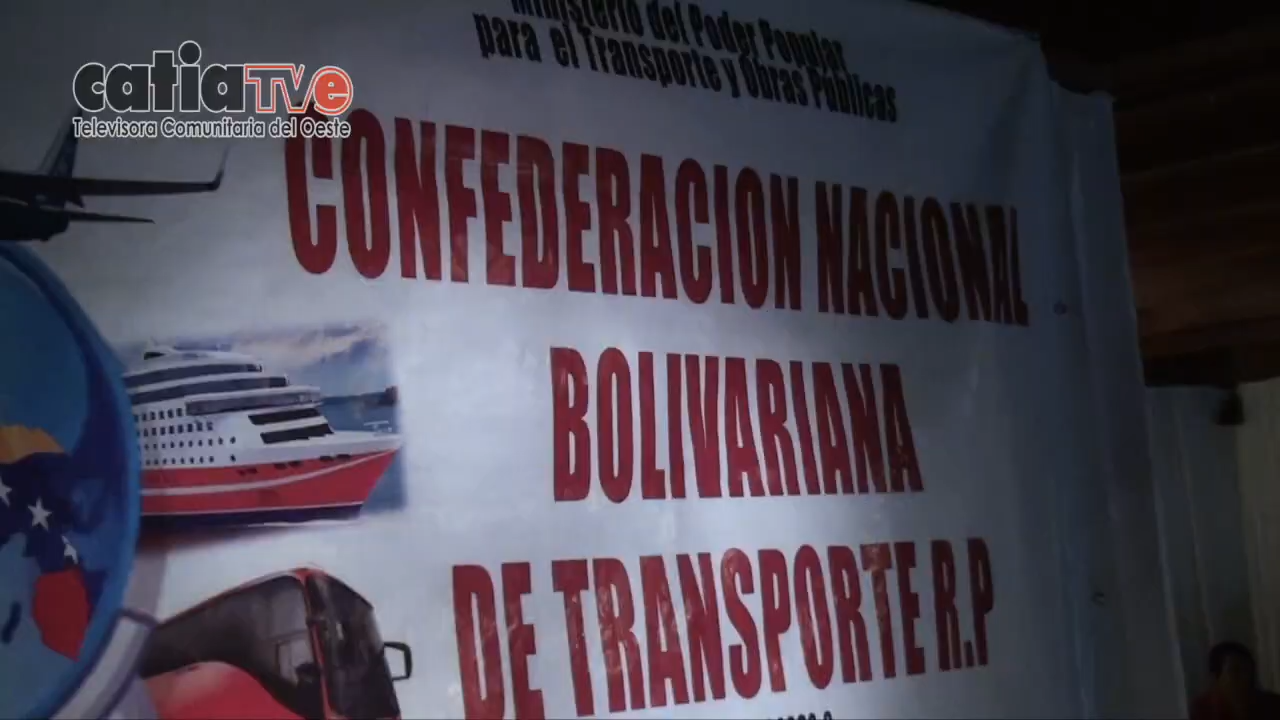 catiaTVe
Televisora Comunitaria del Oeste
Ministerio del Poder Popular
para el Transporte y Obras Públicas
CONFEDERACION NACIONAL
BOLIVARIANA
DE TRANSPORTE R.P